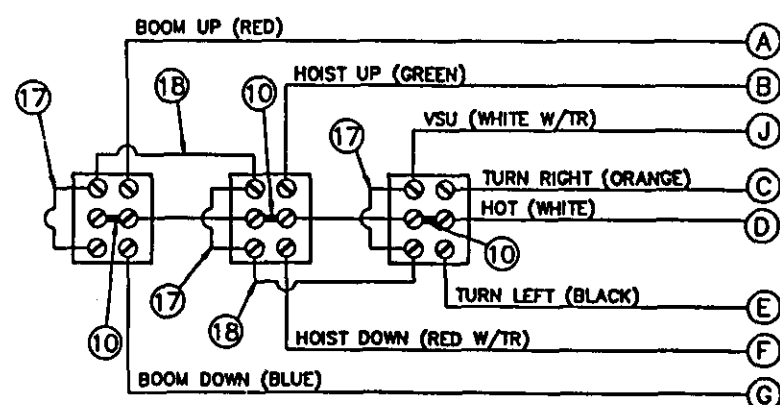 BOOM UP (RED)
A
17
18
10
HOIST UP (GREEN)
B
17
VSU (WHITE W/TR)
J
TURN RIGHT (ORANGE)
C
HOT (WHITE)
D
10
17
18
10
TURN LEFT (BLACK)
E
HOIST DOWN (RED W/TR)
F
BOOM DOWN (BLUE)
G